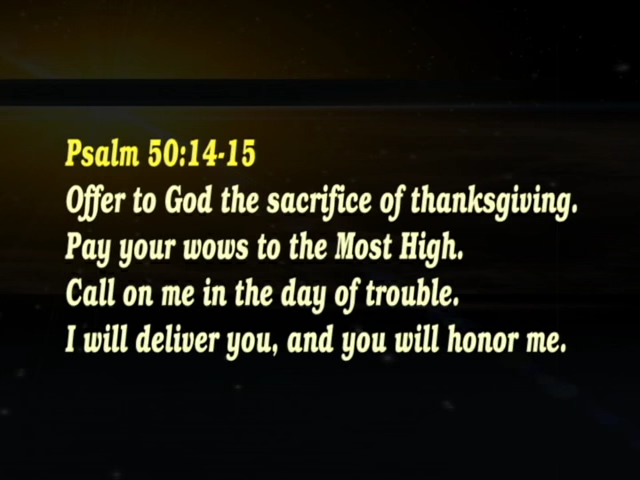 Psalm 50:14-15
Offer to God the sacrifice of thanksgiving.
Pay your wows to the Most High.
Call on me in the day of trouble.
I will deliver you, and you will honor me.